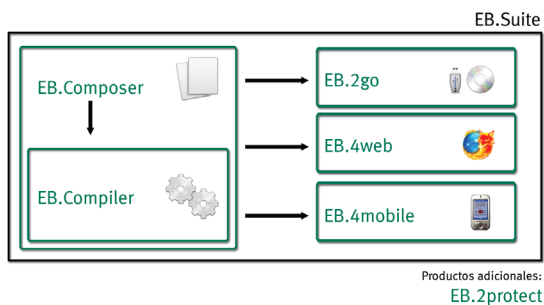 EB.Suite
EB.Composer
EB.Compiler
EB.2go
EB.4web
EB.4mobile
Productos adicionales:
EB.2protect